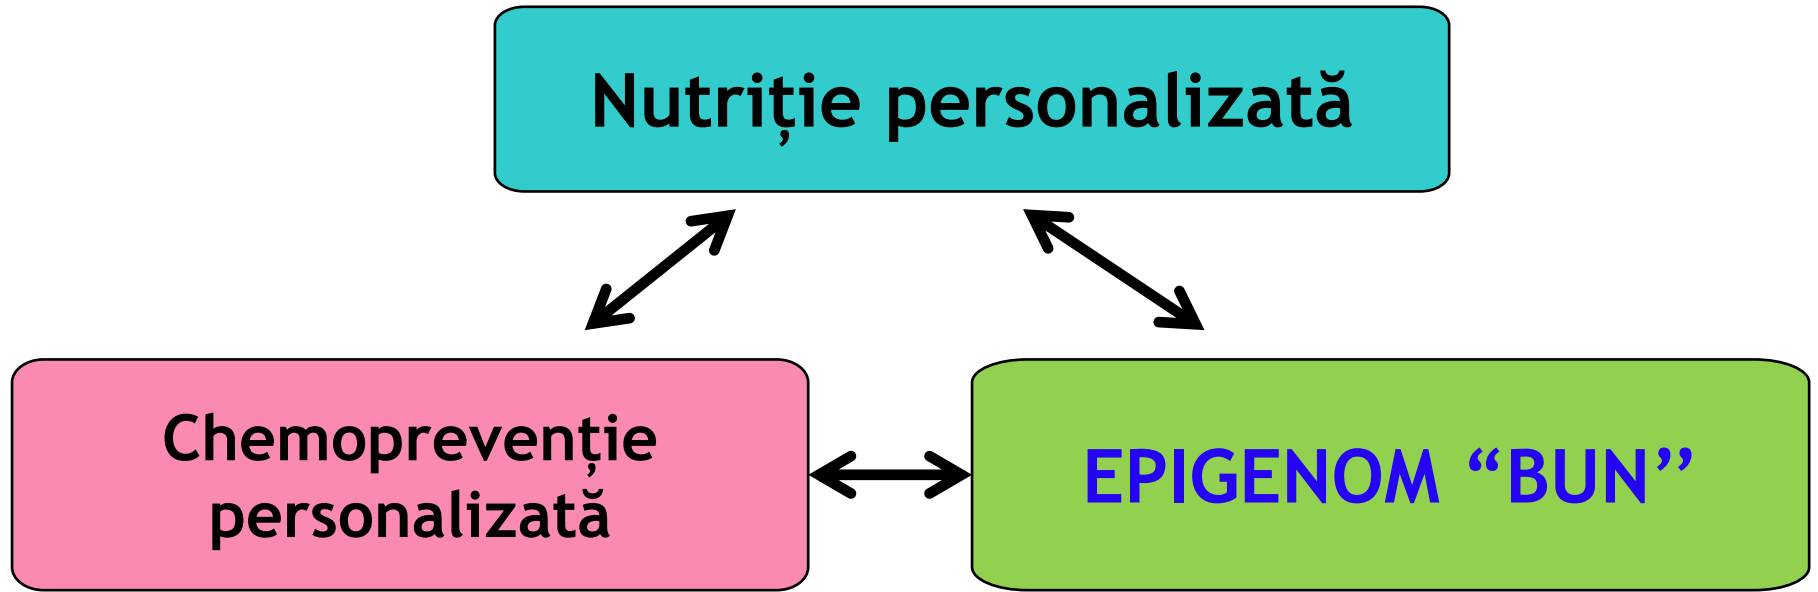 Nutriție personalizată
Chemoprevenție
personalizată
EPIGENOM “BUN’’